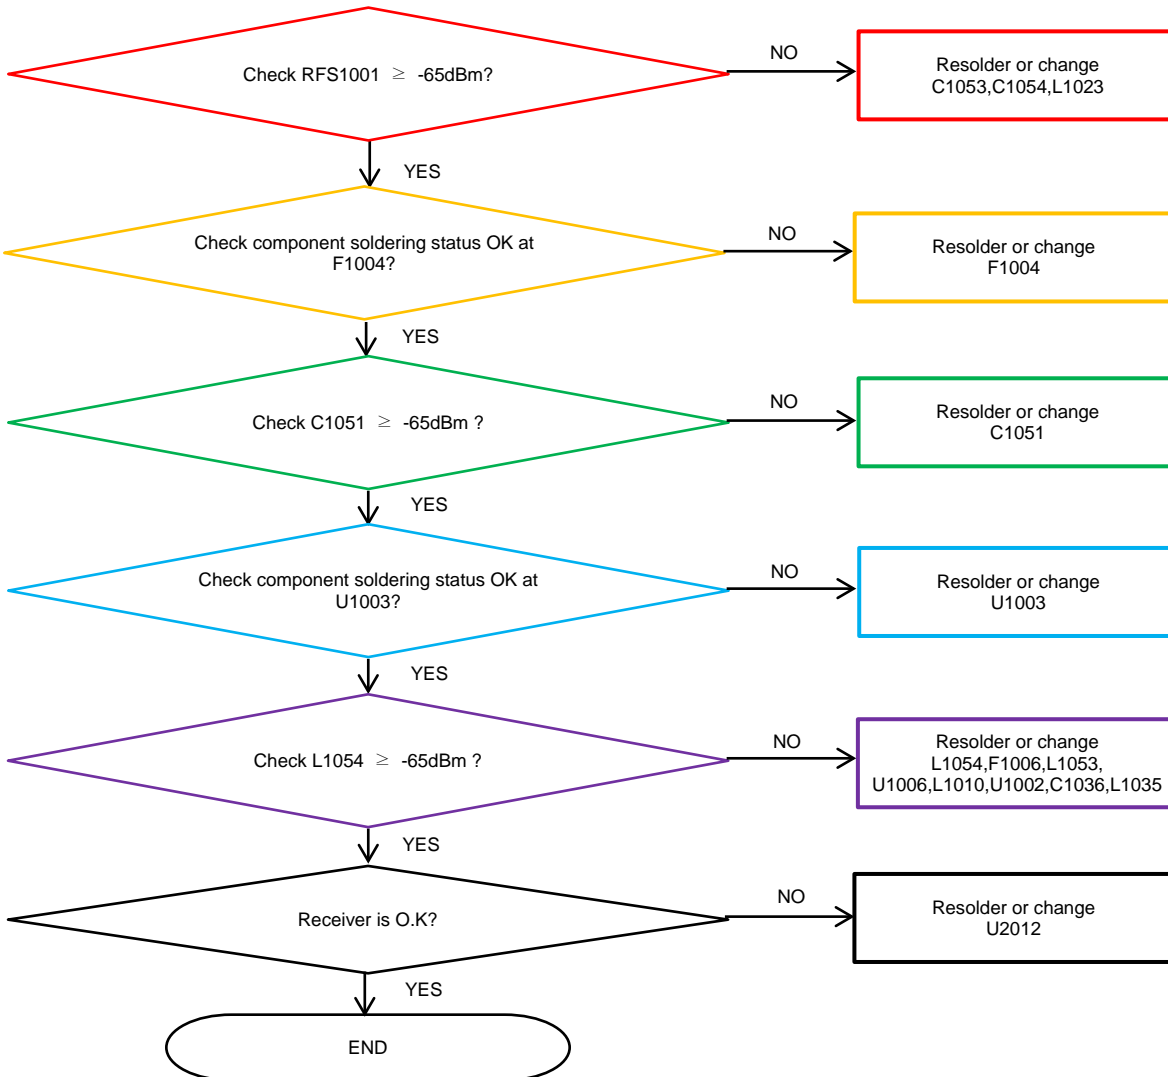 Check RFS1001 ≥ -65dBm?
NO
Resolder or change
C1053,C1054,L1023
YES
Check component soldering status OK at
F1004?
NO
Resolder or change
F1004
YES
Check C1051 ≥ -65dBm ?
NO
Resolder or change
C1051
YES
Check component soldering status OK at
U1003?
NO
Resolder or change
U1003
YES
Check L1054 ≥ -65dBm ?
NO
Resolder or change
L1054,F1006,L1053,
U1006,L1010,U1002,C1036,L1035
YES
Receiver is O.K?
NO
Resolder or change
U2012
YES
END